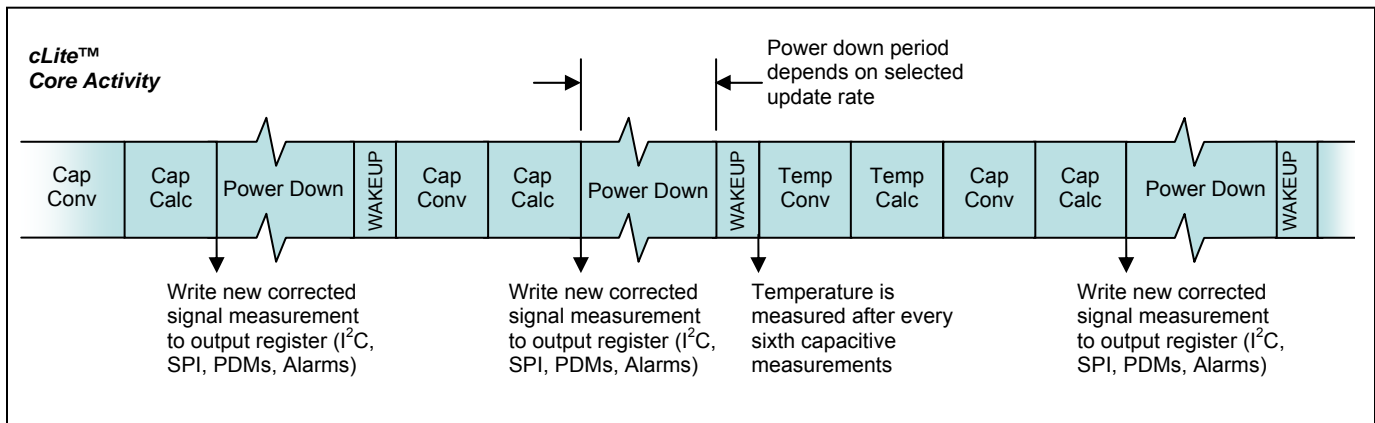 cLite™
Core Activity
Power down period
depends on selected
update rate
Cap
Conv
Cap
Calc
Power Down
WAKEUP
Cap
Conv
Cap
Calc
Power Down
WAKEUP
Temp
Conv
Temp
Calc
Cap
Conv
Cap
Calc
Power Down
WAKEUP
Write new corrected
signal measurement
to output register (I²C,
SPI, PDMs, Alarms)
Write new corrected
signal measurement
to output register (I²C,
SPI, PDMs, Alarms)
Temperature is
measured after every
sixth capacitive
measurements
Write new corrected
signal measurement
to output register (I²C,
SPI, PDMs, Alarms)